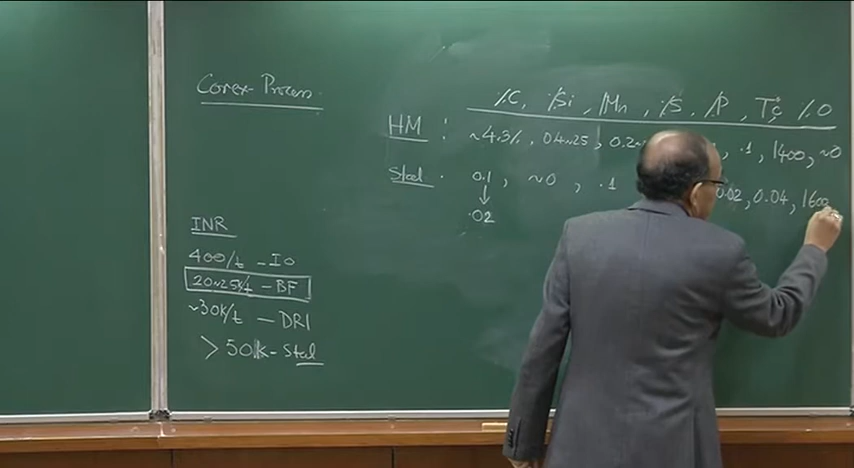 Corex Process
%C, %Si, %Mn, %S, %P, T°C %O
HM : ~4.3%, 04~25, 0.2~ , .1, 1400, ~0
Steel . 0.1, ~0, .1 0.02, 0.04, 1600
.02
INR
400/t - IO
20~25k/t - BF
~30k/t - DRI
> 50k - Steel